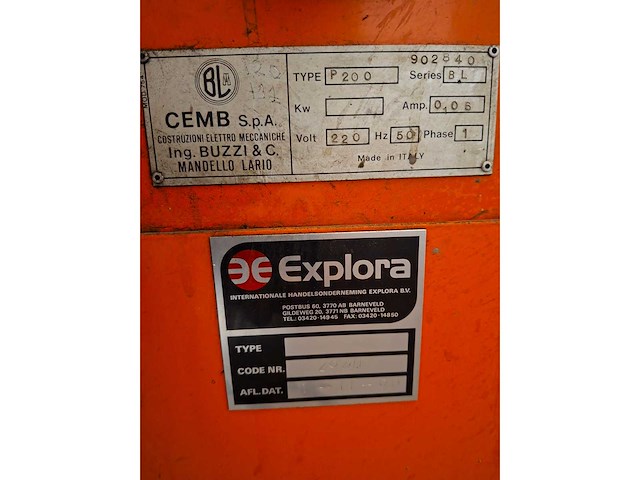 902840
BL
TYPE P200 Series BL
Kw Amp. 0,06
Volt 220 Hz 50 Phase 1
Made in ITALY
CEMB S.p.A.
COSTRUZIONI ELETTRO MECCANICHE
Ing. BUZZI & C.
MANDELLO LARIO
Explora
INTERNATIONALE HANDELSONDERNEMING EXPLORA B.V.
POSTBUS 60, 3770 AB BARNEVELD
GILDEWEG 20, 3771 NB BARNEVELD
TEL.: 03420-14945 FAX: 03420-14850
TYPE
CODE NR.
AFL.DAT.